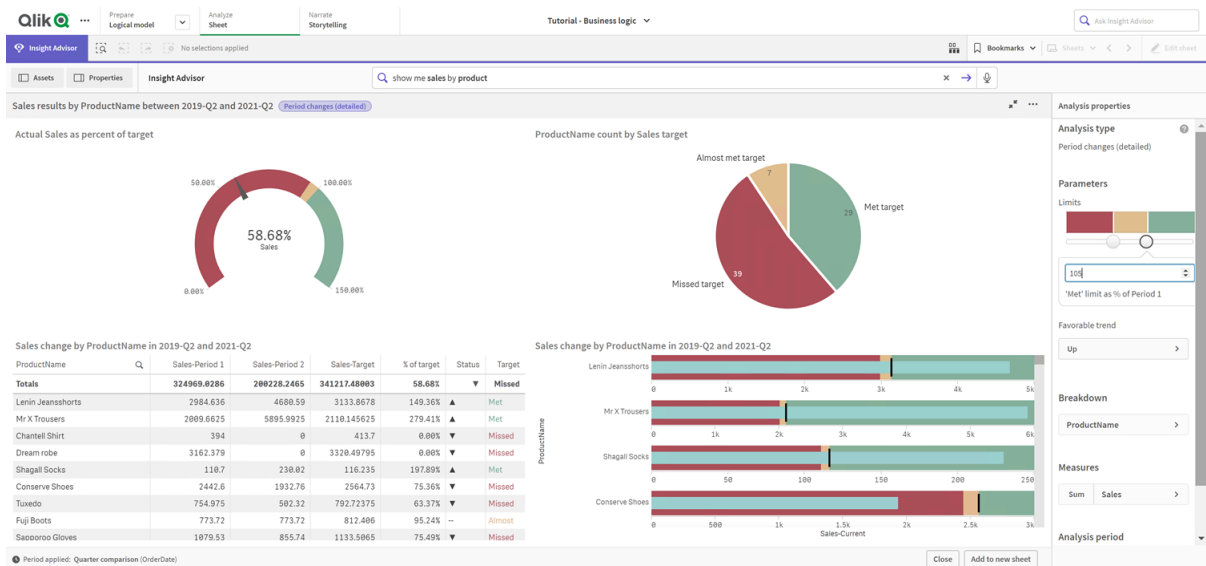 Qlik
Prepare
Logical model
Analyze
Sheet
Narrate
Storytelling
Tutorial - Business logic
Ask Insight Advisor
Insight Advisor
No selections applied
Bookmarks
Sheets
Edit sheet
Assets
Properties
Insight Advisor
show me sales by product
Sales results by ProductName between 2019-Q2 and 2021-Q2 Period changes (detailed)
Actual Sales as percent of target
50.00%
100.00%
58.68%
Sales
0.00%
150.00%
ProductName count by Sales target
Almost met target
7
29
Met target
39
Missed target
Sales change by ProductName in 2019-Q2 and 2021-Q2
ProductName Sales-Period 1 Sales-Period 2 Sales-Target % of target Status Target
Totals 324969.0286 200228.2465 341217.48003 58.68% ▼ Missed
Lenin Jeansshorts 2984.636 4680.59 3133.8678 149.36% ▲ Met
Mr X Trousers 2009.6625 5895.9925 2110.145625 279.41% ▲ Met
Chantell Shirt 394 0 413.7 0.00% ▼ Missed
Dream robe 3162.379 0 3320.49795 0.00% ▼ Missed
Shagall Socks 110.7 230.02 116.235 197.89% ▲ Met
Conserve Shoes 2442.6 1932.76 2564.73 75.36% ▼ Missed
Tuxedo 754.975 502.32 792.72375 63.37% ▼ Missed
Fuji Boots 773.72 773.72 812.406 95.24% -- Almost
Sapporoo Gloves 1079.53 855.74 1133.5065 75.49% ▼ Missed
Sales change by ProductName in 2019-Q2 and 2021-Q2
ProductName
Lenin Jeansshorts
0 1k 2k 3k 4k 5k
Mr X Trousers
0 1k 2k 3k 4k 5k 6k
Shagall Socks
0 50 100 150 200 250
Conserve Shoes
0 500 1k 1.5k 2k 2.5k 3k
Sales-Current
Analysis properties
Analysis type
Period changes (detailed)
Parameters
Limits
105
'Met' limit as % of Period 1
Favorable trend
Up
Breakdown
ProductName
Measures
Sum Sales
Analysis period
Period applied: Quarter comparison (OrderDate)
Close
Add to new sheet